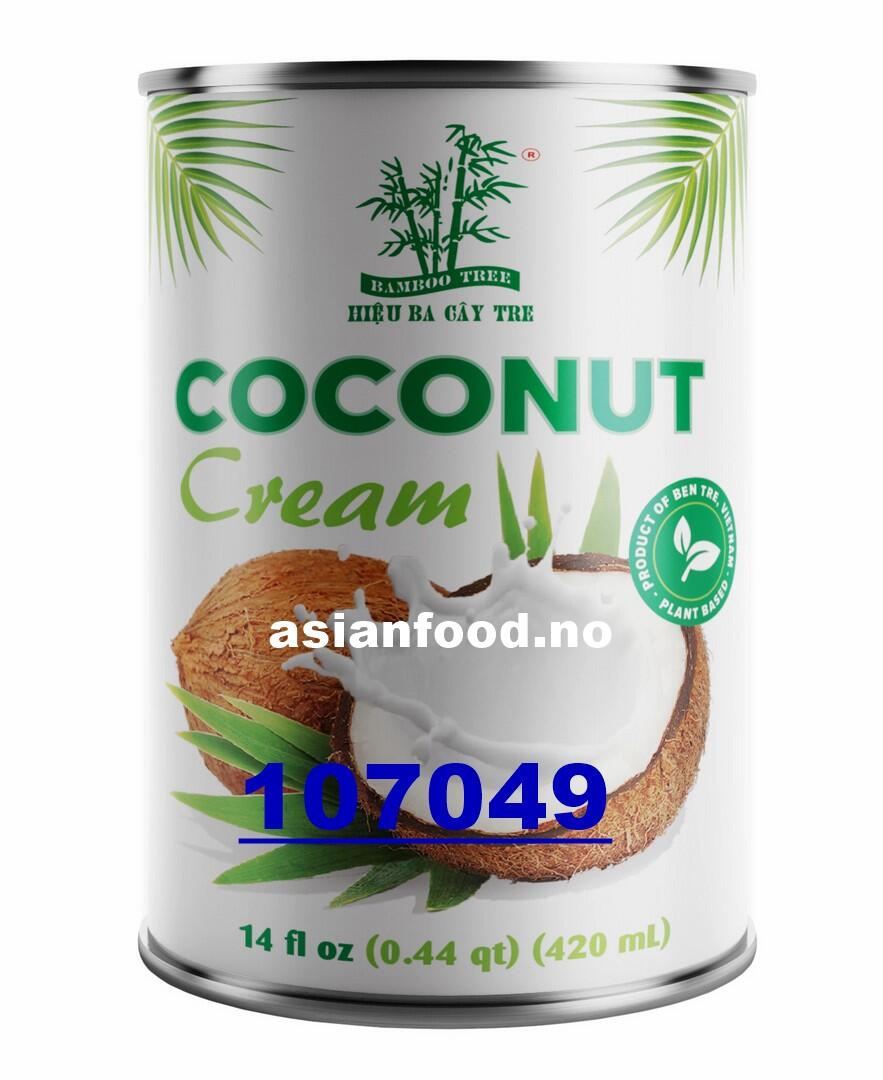 ®
BAMBOO TREE
HIỆU BA CÂY TRE
COCONUT
Cream
PRODUCT OF BEN TRE, VIETNAM
- PLANT BASED -
asianfood.no
107049
14 fl oz (0.44 qt) (420 mL)